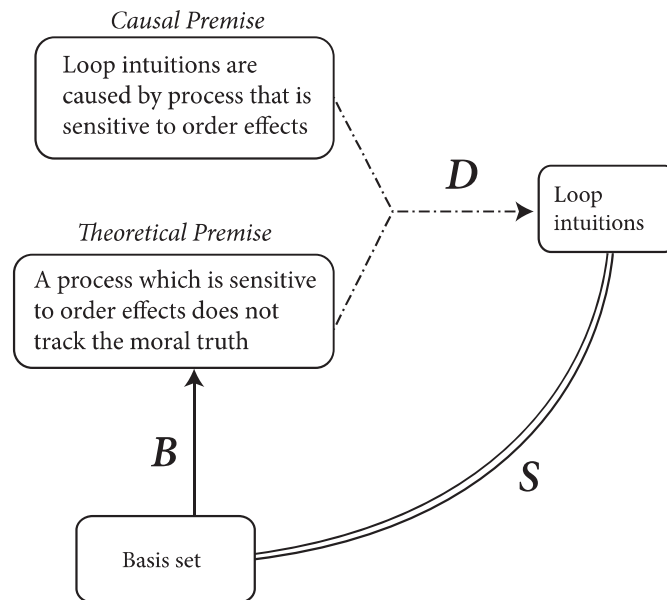 Causal Premise
Loop intuitions are
caused by process that is
sensitive to order effects
D
Loop
intuitions
Theoretical Premise
A process which is sensitive
to order effects does not
track the moral truth
B
S
Basis set